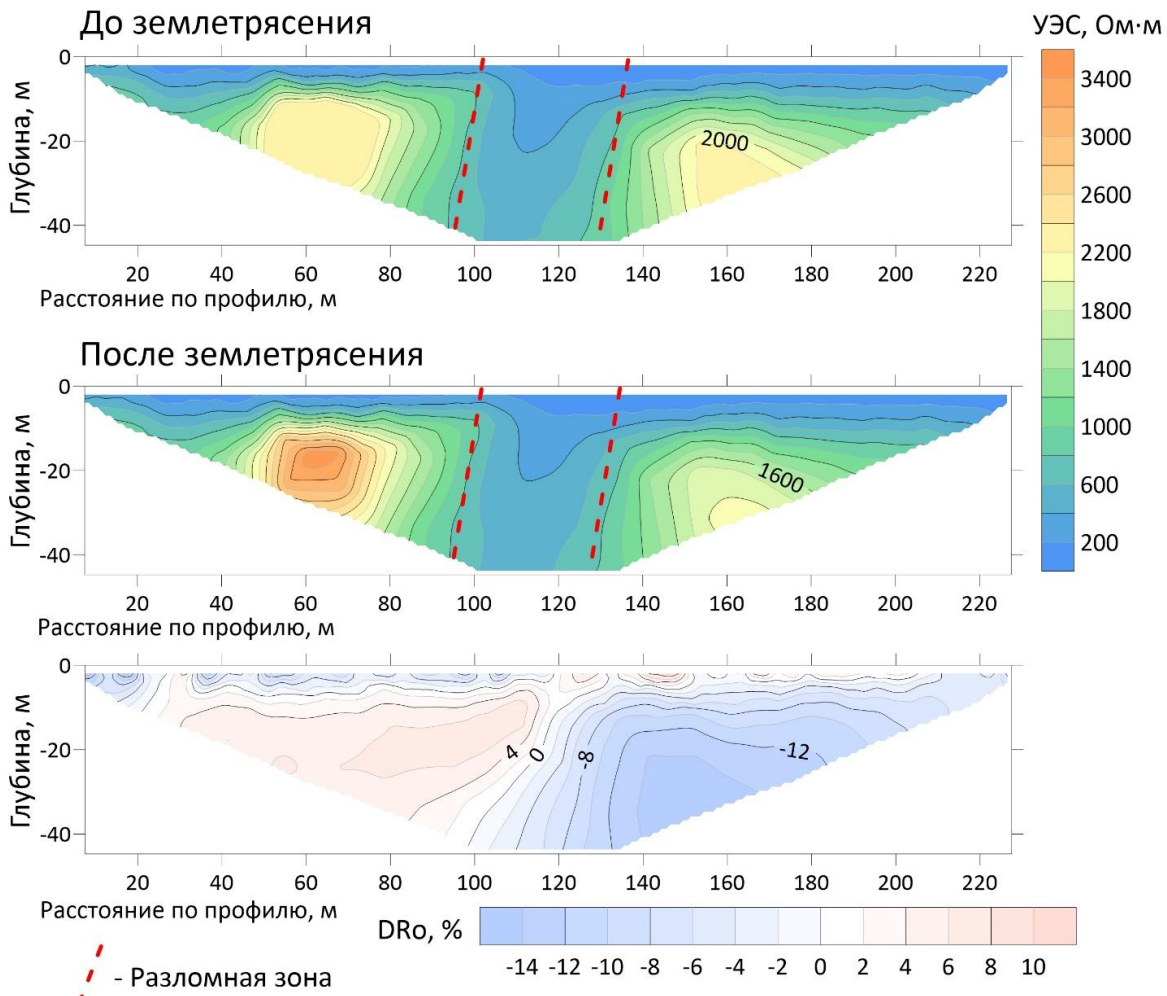 До землетрясения
УЭС, Ом·м
0
-20
-40
Глубина, м
2000
20 40 60 80 100 120 140 160 180 200 220
Расстояние по профилю, м
3400
3000
2600
2200
1800
1400
1000
600
200
После землетрясения
0
-20
-40
Глубина, м
1600
20 40 60 80 100 120 140 160 180 200 220
Расстояние по профилю, м
0
-20
-40
Глубина, м
4 0 -8 -12
20 40 60 80 100 120 140 160 180 200 220
Расстояние по профилю, м
DRo, %
-14 -12 -10 -8 -6 -4 -2 0 2 4 6 8 10
- Разломная зона